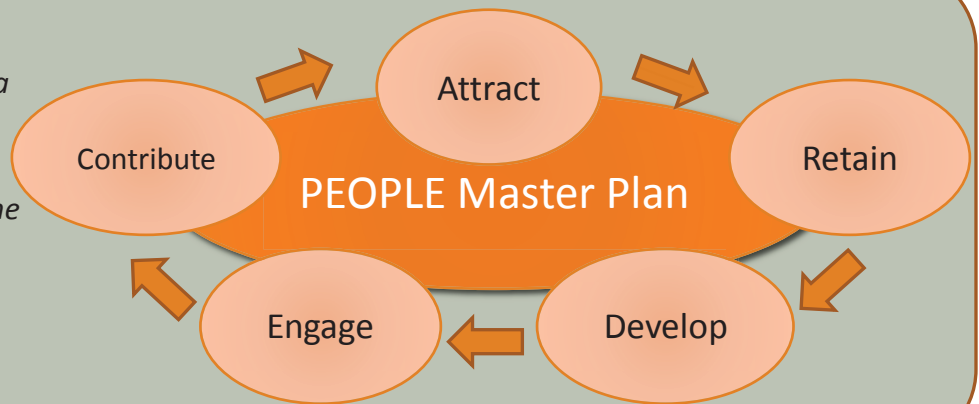 Attract
Contribute
Retain
PEOPLE Master Plan
Engage
Develop